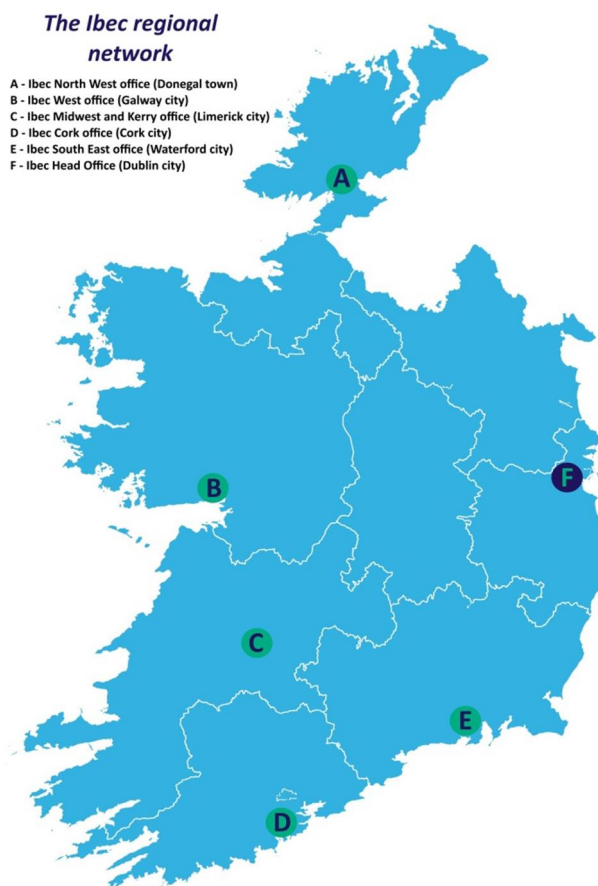 The Ibec regional
network
A - Ibec North West office (Donegal town)
B - Ibec West office (Galway city)
C - Ibec Midwest and Kerry office (Limerick city)
D - Ibec Cork office (Cork city)
E - Ibec South East office (Waterford city)
F - Ibec Head Office (Dublin city)
A
F
B
C
E
D